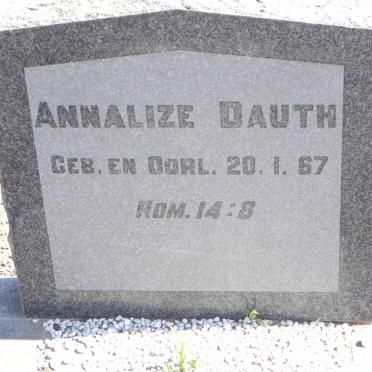 ANNALIZE DAUTH
GEB. EN OORL. 20. 1. 67
ROM. 14:8